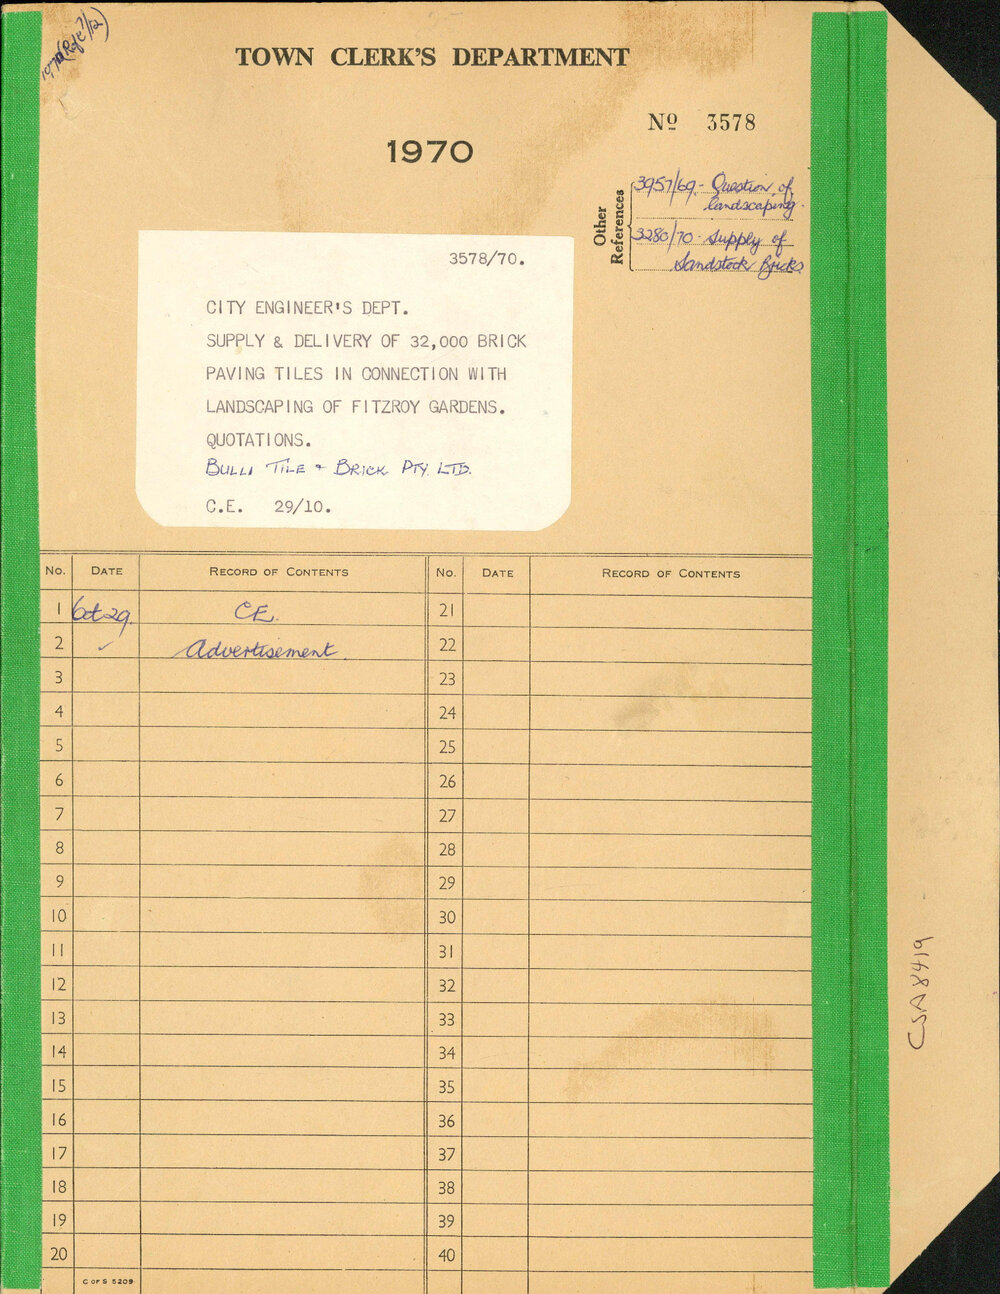 TOWN CLERK'S DEPARTMENT
Nº 3578
1970
Other References
3957/69 - Question of
landscaping.
3280/70 - Supply of
Sandstock Bricks
3578/70.
CITY ENGINEER'S DEPT.
SUPPLY & DELIVERY OF 32,000 BRICK
PAVING TILES IN CONNECTION WITH
LANDSCAPING OF FITZROY GARDENS.
QUOTATIONS.
BULLI TILE & BRICK PTY. LTD.
C.E. 29/10.
No. DATE RECORD OF CONTENTS No. DATE RECORD OF CONTENTS
1 Oct 29. C.E. 21
2 ✓ Advertisement 22
3 23
4 24
5 25
6 26
7 27
8 28
9 29
10 30
11 31
12 32
13 33
14 34
15 35
16 36
17 37
18 38
19 39
20 40
C OF S 5209
CSA8419